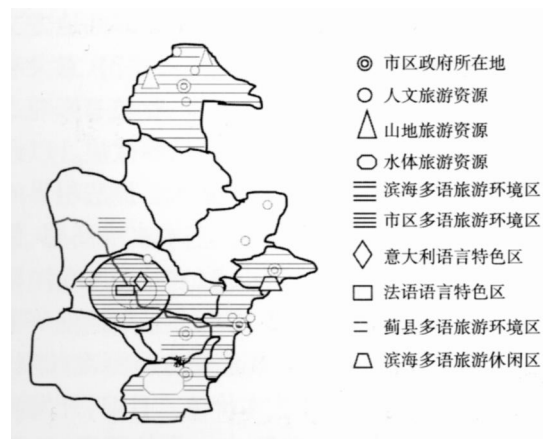 市区政府所在地
人文旅游资源
山地旅游资源
水体旅游资源
滨海多语旅游环境区
市区多语旅游环境区
意大利语言特色区
法语语言特色区
蓟县多语旅游环境区
滨海多语旅游休闲区